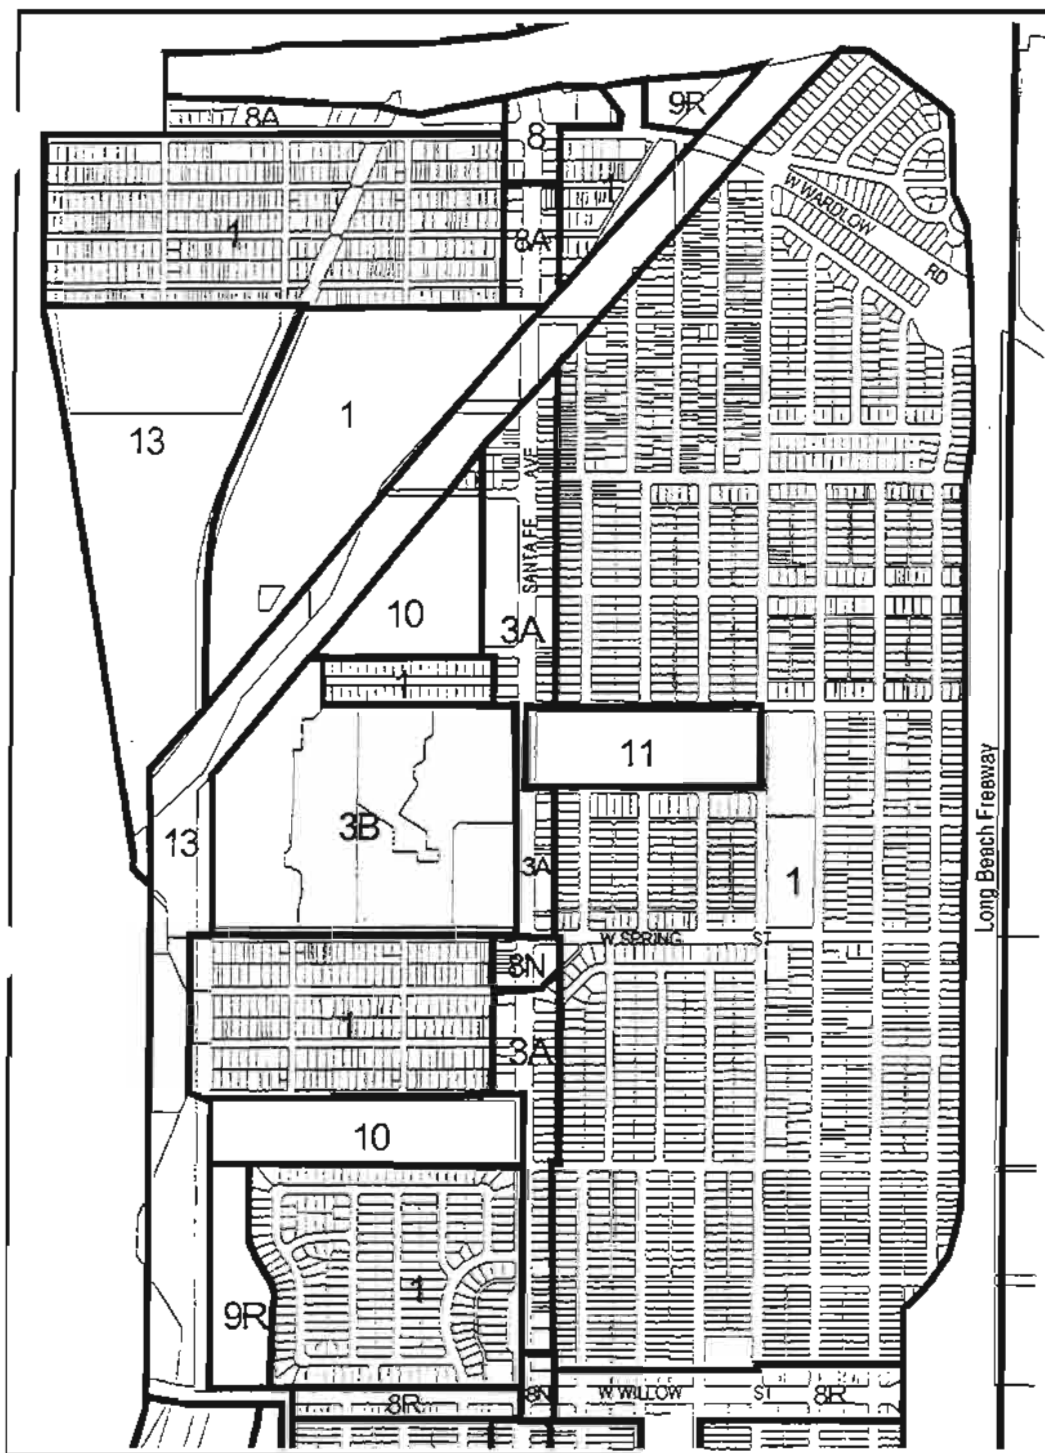 9R
8A
8
W WARDLOW
RD
1
8A
1
13
1
SANTA FE AVE
10
3A
1
11
Long Beach Freeway
3B
13
3A
1
W SPRING ST
8N
1
3A
10
1
9R
8R
8N
W WILLOW ST
8R